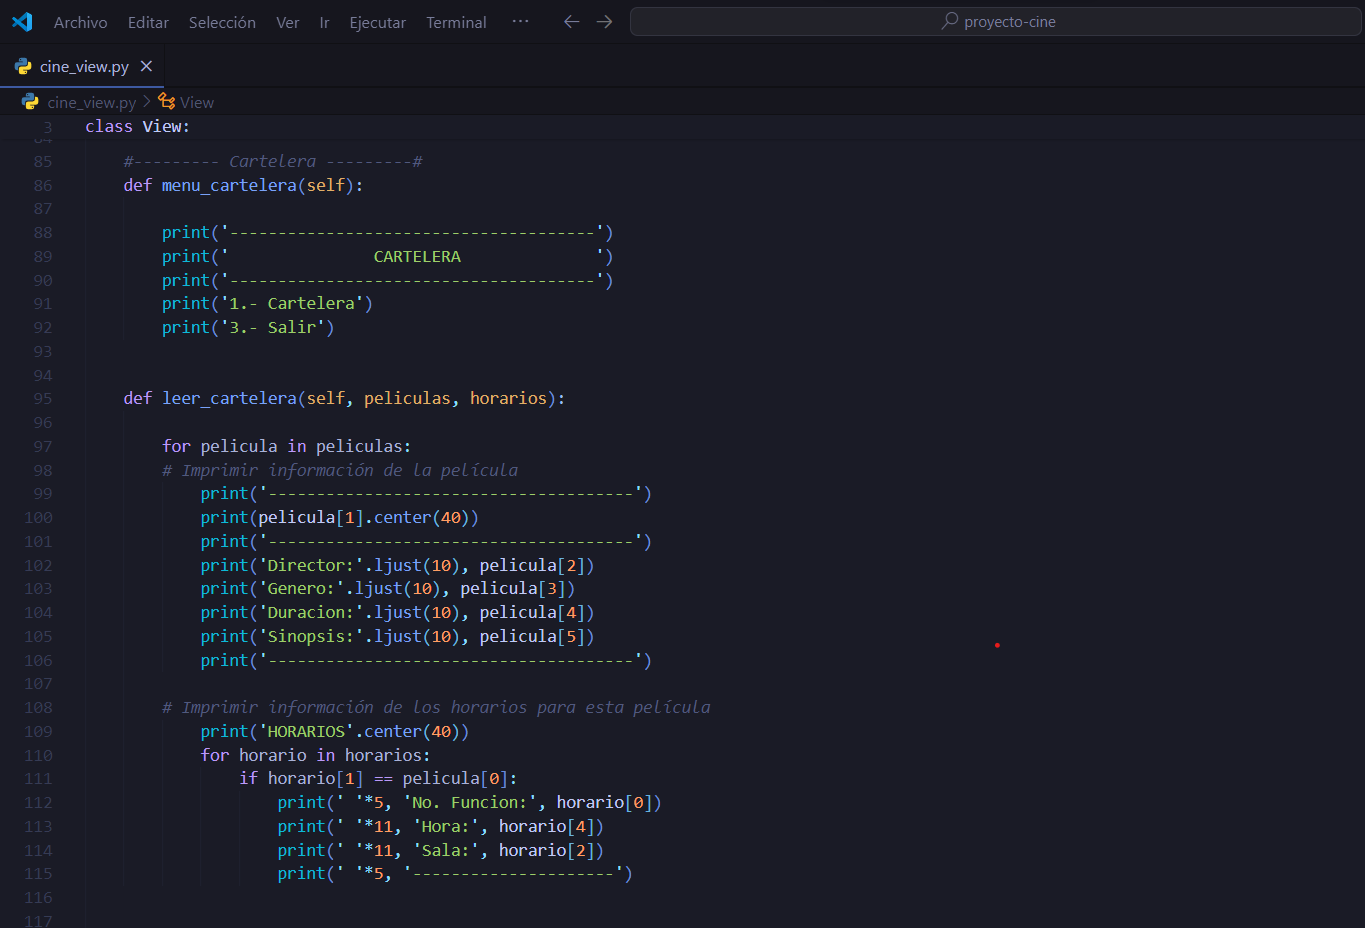 Archivo Editar Selección Ver Ir Ejecutar Terminal ··· proyecto-cine
cine_view.py
cine_view.py > View
3 class View:
84
85 #--------- Cartelera ---------#
86 def menu_cartelera(self):
87
88 print('--------------------------------------')
89 print('               CARTELERA              ')
90 print('--------------------------------------')
91 print('1.- Cartelera')
92 print('3.- Salir')
93
94
95 def leer_cartelera(self, peliculas, horarios):
96
97 for pelicula in peliculas:
98 # Imprimir información de la película
99 print('--------------------------------------')
100 print(pelicula[1].center(40))
101 print('--------------------------------------')
102 print('Director:'.ljust(10), pelicula[2])
103 print('Genero:'.ljust(10), pelicula[3])
104 print('Duracion:'.ljust(10), pelicula[4])
105 print('Sinopsis:'.ljust(10), pelicula[5])
106 print('--------------------------------------')
107
108 # Imprimir información de los horarios para esta película
109 print('HORARIOS'.center(40))
110 for horario in horarios:
111 if horario[1] == pelicula[0]:
112 print(' '*5, 'No. Funcion:', horario[0])
113 print(' '*11, 'Hora:', horario[4])
114 print(' '*11, 'Sala:', horario[2])
115 print(' '*5, '---------------------')
116
117